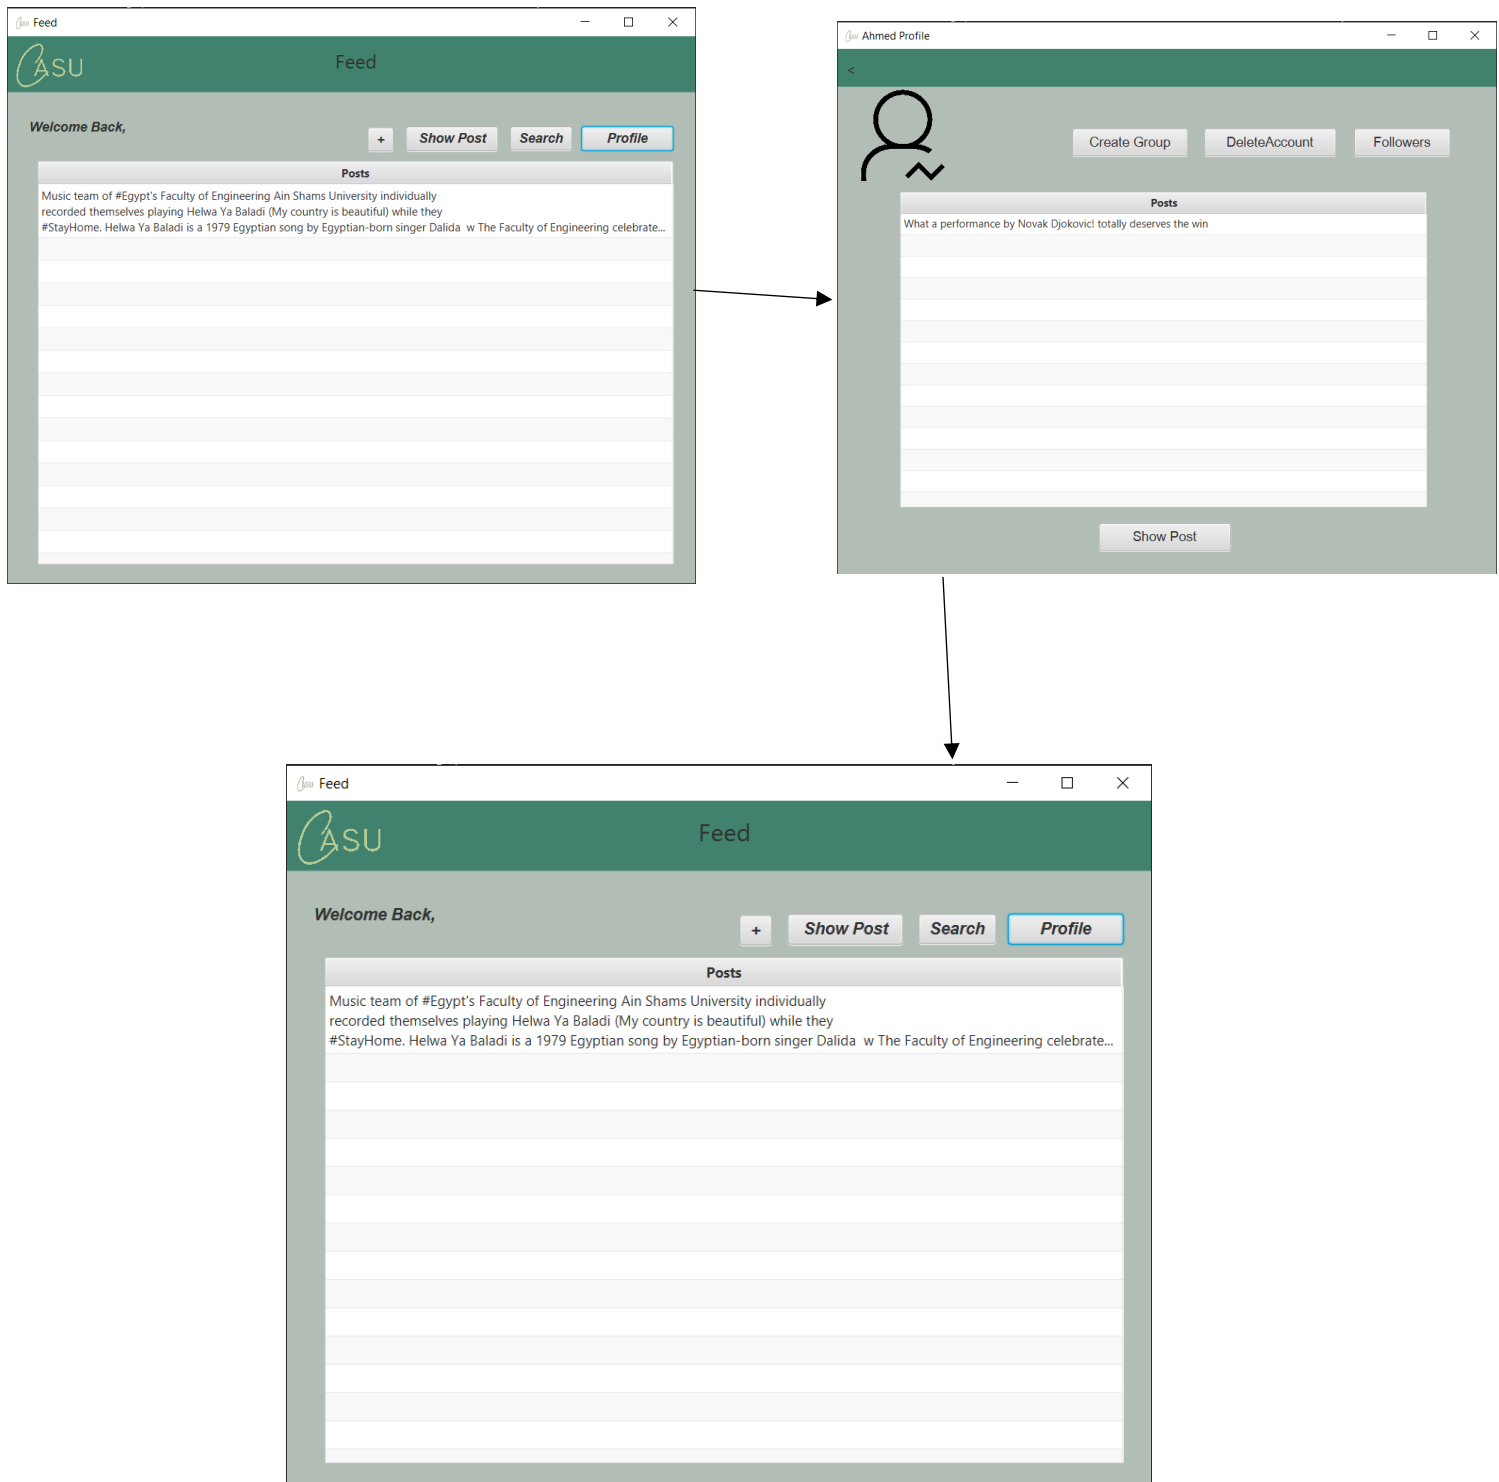 CASU Feed
CASU
Feed
Welcome Back,
+
Show Post
Search
Profile
Posts
Music team of #Egypt's Faculty of Engineering Ain Shams University individually
recorded themselves playing Helwa Ya Baladi (My country is beautiful) while they
#StayHome. Helwa Ya Baladi is a 1979 Egyptian song by Egyptian-born singer Dalida  w The Faculty of Engineering celebrate...
CASU Ahmed Profile
<
Create Group
DeleteAccount
Followers
Posts
What a performance by Novak Djokovic! totally deserves the win
Show Post
CASU Feed
CASU
Feed
Welcome Back,
+
Show Post
Search
Profile
Posts
Music team of #Egypt's Faculty of Engineering Ain Shams University individually
recorded themselves playing Helwa Ya Baladi (My country is beautiful) while they
#StayHome. Helwa Ya Baladi is a 1979 Egyptian song by Egyptian-born singer Dalida  w The Faculty of Engineering celebrate...